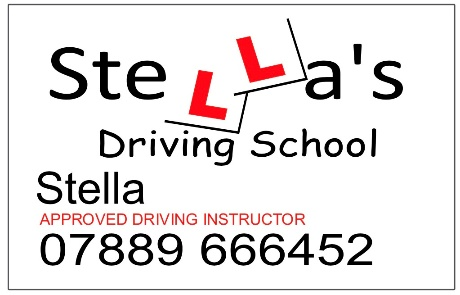 Stella's
Driving School
Stella
APPROVED DRIVING INSTRUCTOR
07889 666452